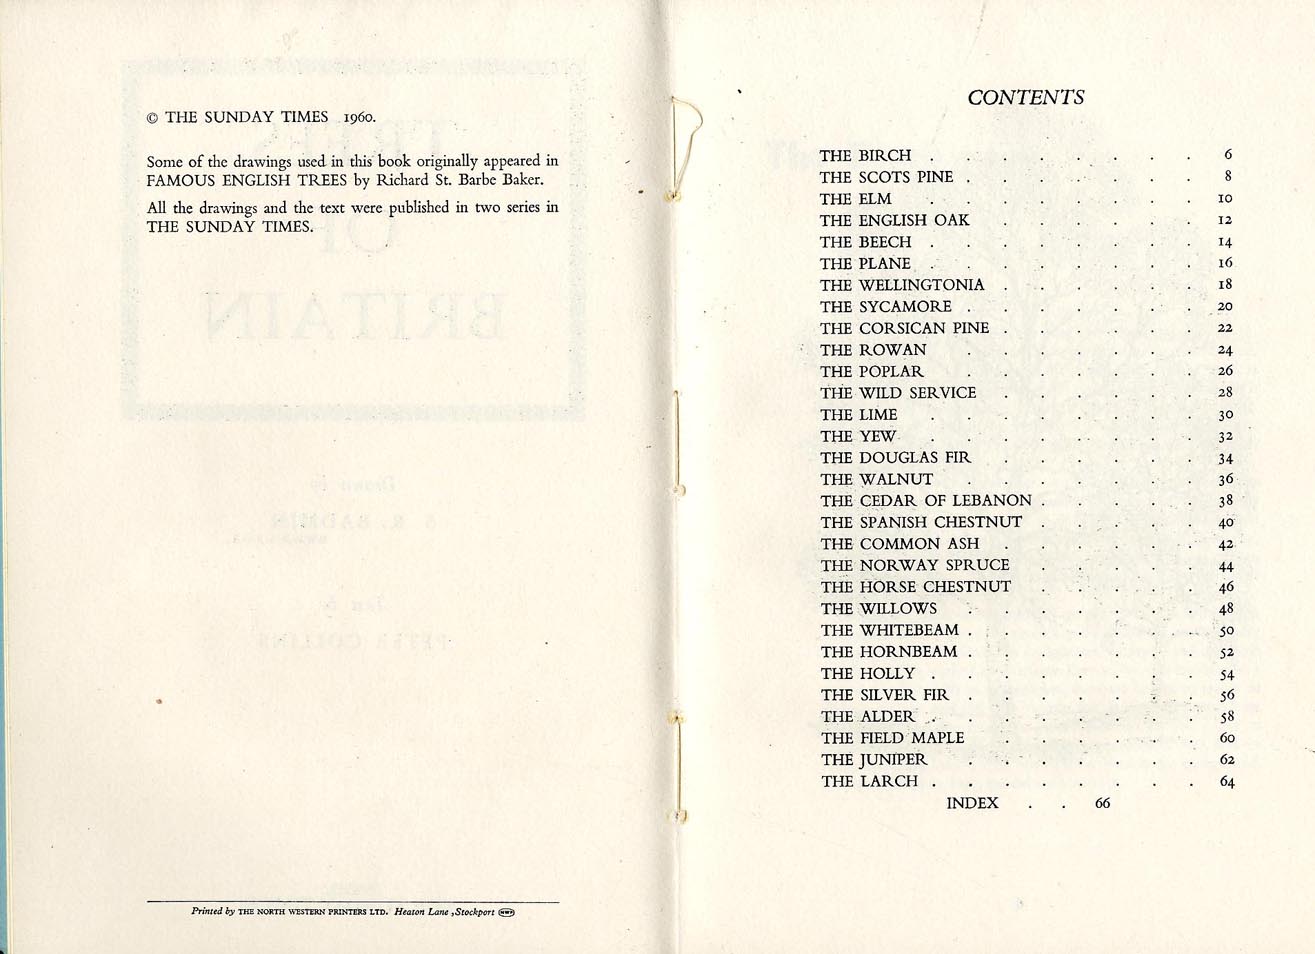 © THE SUNDAY TIMES 1960.
Some of the drawings used in this book originally appeared in
FAMOUS ENGLISH TREES by Richard St. Barbe Baker.
All the drawings and the text were published in two series in
THE SUNDAY TIMES.
Printed by THE NORTH WESTERN PRINTERS LTD. Heaton Lane , Stockport NWP
CONTENTS
THE BIRCH . . . . . . . . 6
THE SCOTS PINE . . . . . . . 8
THE ELM . . . . . . . . 10
THE ENGLISH OAK . . . . . . 12
THE BEECH . . . . . . . . 14
THE PLANE . . . . . . . . 16
THE WELLINGTONIA . . . . . . 18
THE SYCAMORE . . . . . . . 20
THE CORSICAN PINE . . . . . . 22
THE ROWAN . . . . . . . 24
THE POPLAR . . . . . . . 26
THE WILD SERVICE . . . . . . 28
THE LIME . . . . . . . . 30
THE YEW . . . . . . . . 32
THE DOUGLAS FIR . . . . . . 34
THE WALNUT . . . . . . . 36
THE CEDAR OF LEBANON . . . . . 38
THE SPANISH CHESTNUT . . . . . 40
THE COMMON ASH . . . . . . 42
THE NORWAY SPRUCE . . . . . 44
THE HORSE CHESTNUT . . . . . 46
THE WILLOWS . . . . . . . 48
THE WHITEBEAM . . . . . . . 50
THE HORNBEAM . . . . . . . 52
THE HOLLY . . . . . . . . 54
THE SILVER FIR . . . . . . . 56
THE ALDER . . . . . . . . 58
THE FIELD MAPLE . . . . . . 60
THE JUNIPER . . . . . . . 62
THE LARCH . . . . . . . . 64
INDEX . . 66